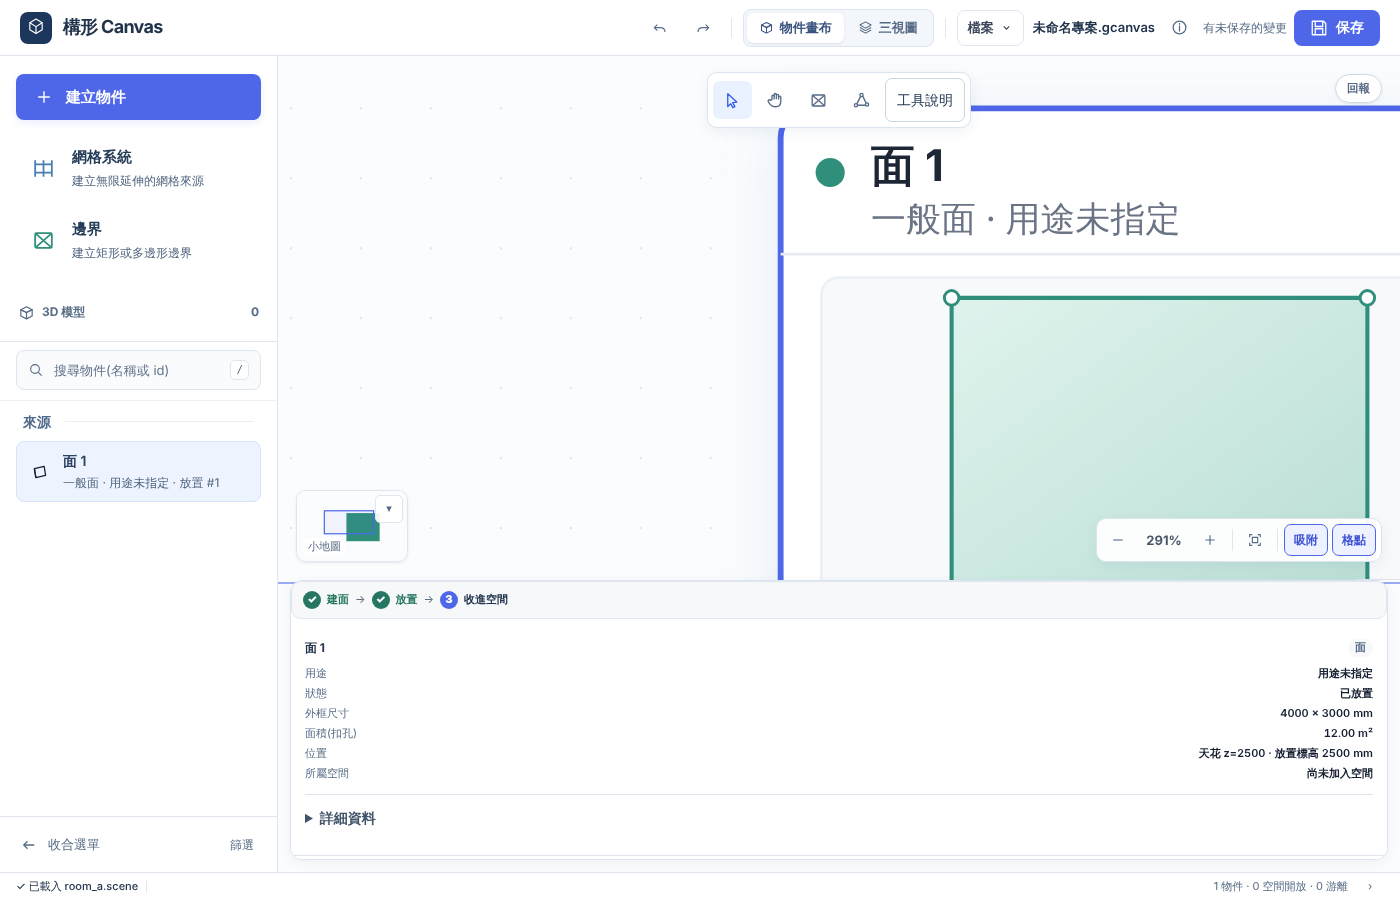 構形 Canvas
物件畫布
三視圖
檔案
未命名專案.gcanvas
有未保存的變更
保存
建立物件
網格系統
建立無限延伸的網格來源
邊界
建立矩形或多邊形邊界
3D 模型
0
搜尋物件(名稱或 id)
/
來源
面 1
一般面 · 用途未指定 · 放置 #1
收合選單
篩選
工具說明
回報
面 1
一般面 · 用途未指定
小地圖
291%
吸附
格點
建面 → 放置 → 3 收進空間
面 1
面
用途
用途未指定
狀態
已放置
外框尺寸
4000 × 3000 mm
面積(扣孔)
12.00 m²
位置
天花 z=2500 · 放置標高 2500 mm
所屬空間
尚未加入空間
詳細資料
已載入 room_a.scene
1 物件 · 0 空間開放 · 0 游離